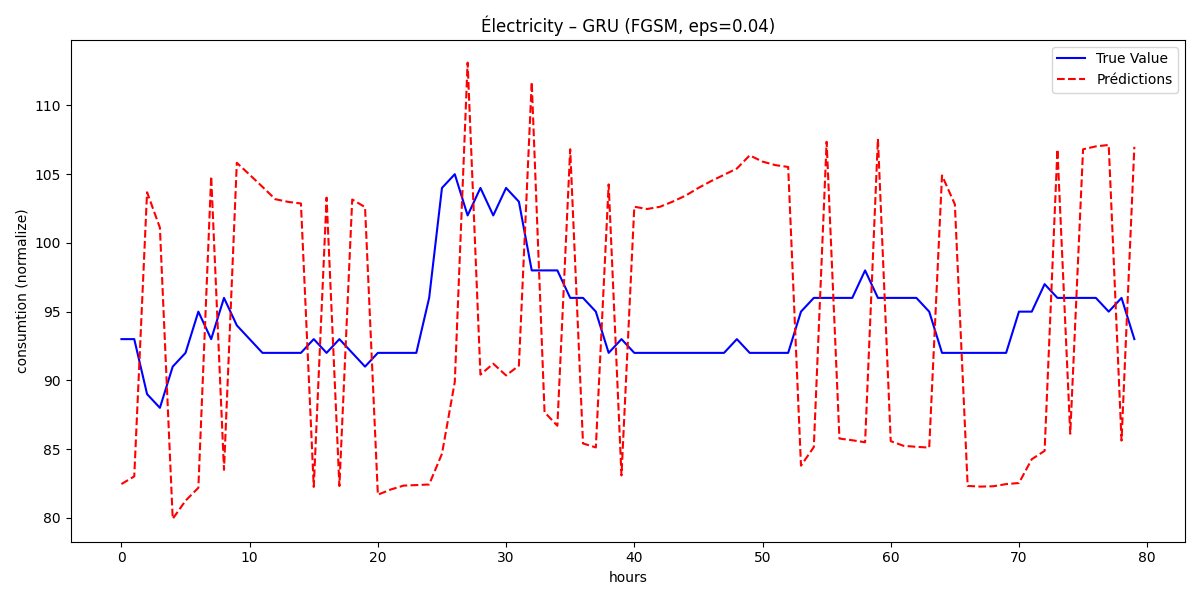 Électricity – GRU (FGSM, eps=0.04)
True Value
Prédictions
consumtion (normalize)
110
105
100
95
90
85
80
0 10 20 30 40 50 60 70 80
hours